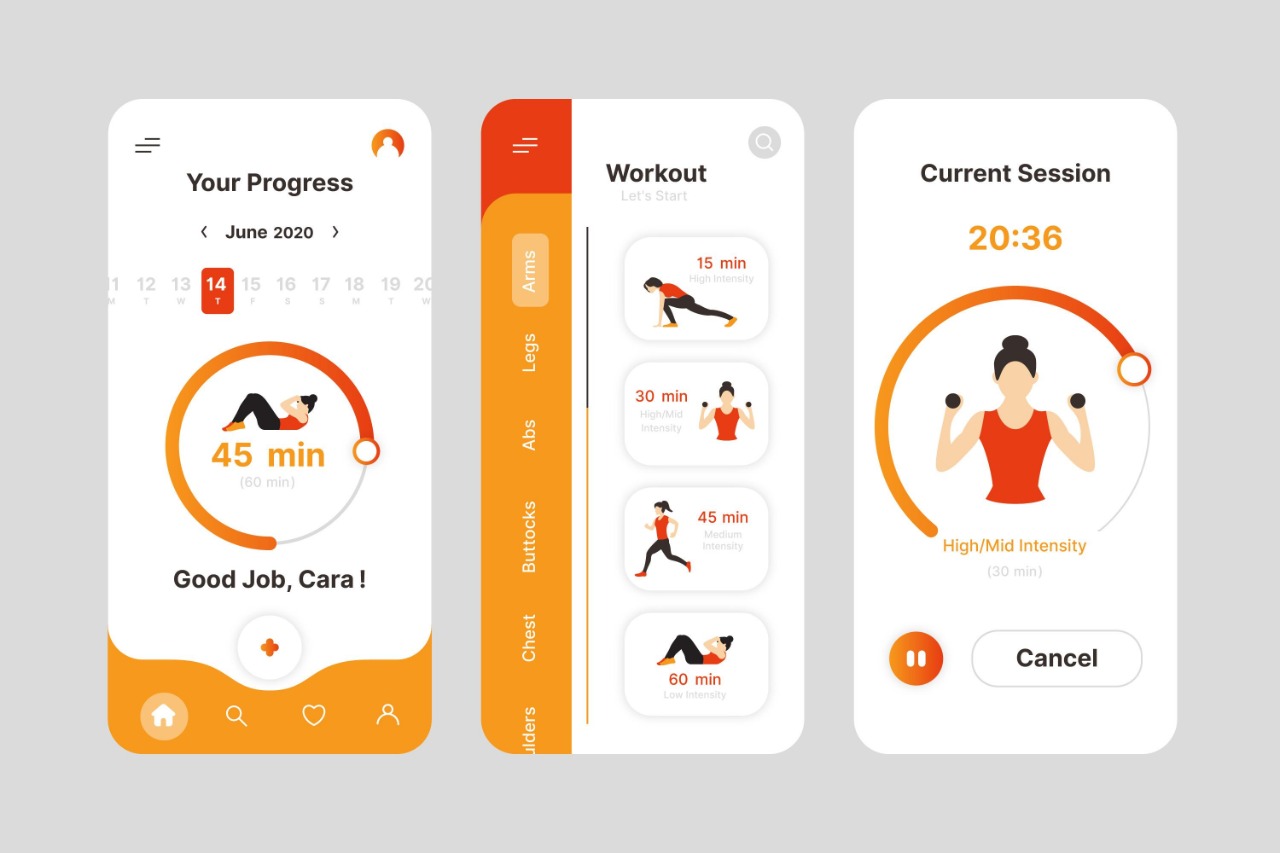 Your Progress
‹ June 2020 ›
11 12 13 14 15 16 17 18 19 20
M T W T F S S M T W
45 min
(60 min)
Good Job, Cara !
Workout
Let's Start
Arms
Legs
Abs
Buttocks
Chest
ulders
15 min
High Intensity
30 min
High/Mid
Intensity
45 min
Medium
Intensity
60 min
Low Intensity
Current Session
20:36
High/Mid Intensity
(30 min)
Cancel